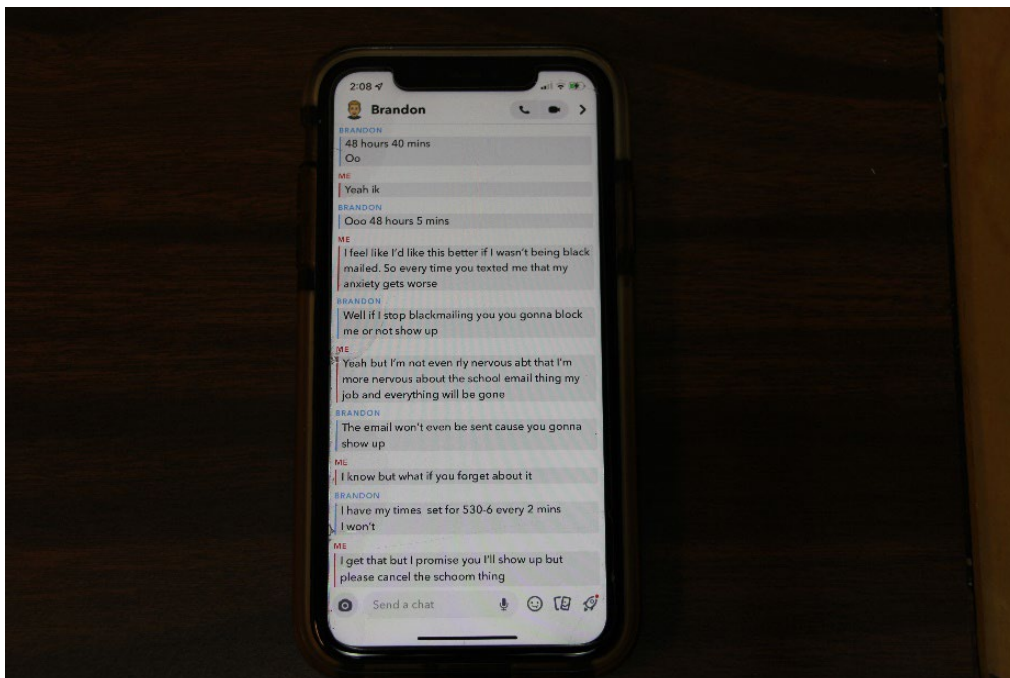 2:08
Brandon
BRANDON
48 hours 40 mins
Oo
ME
Yeah ik
BRANDON
Ooo 48 hours 5 mins
ME
I feel like I'd like this better if I wasn't being black
mailed. So every time you texted me that my
anxiety gets worse
BRANDON
Well if I stop blackmailing you you gonna block
me or not show up
ME
Yeah but I'm not even rly nervous abt that I'm
more nervous about the school email thing my
job and everything will be gone
BRANDON
The email won't even be sent cause you gonna
show up
ME
I know but what if you forget about it
BRANDON
I have my times set for 530-6 every 2 mins
I won't
ME
I get that but I promise you I'll show up but
please cancel the schoom thing
Send a chat